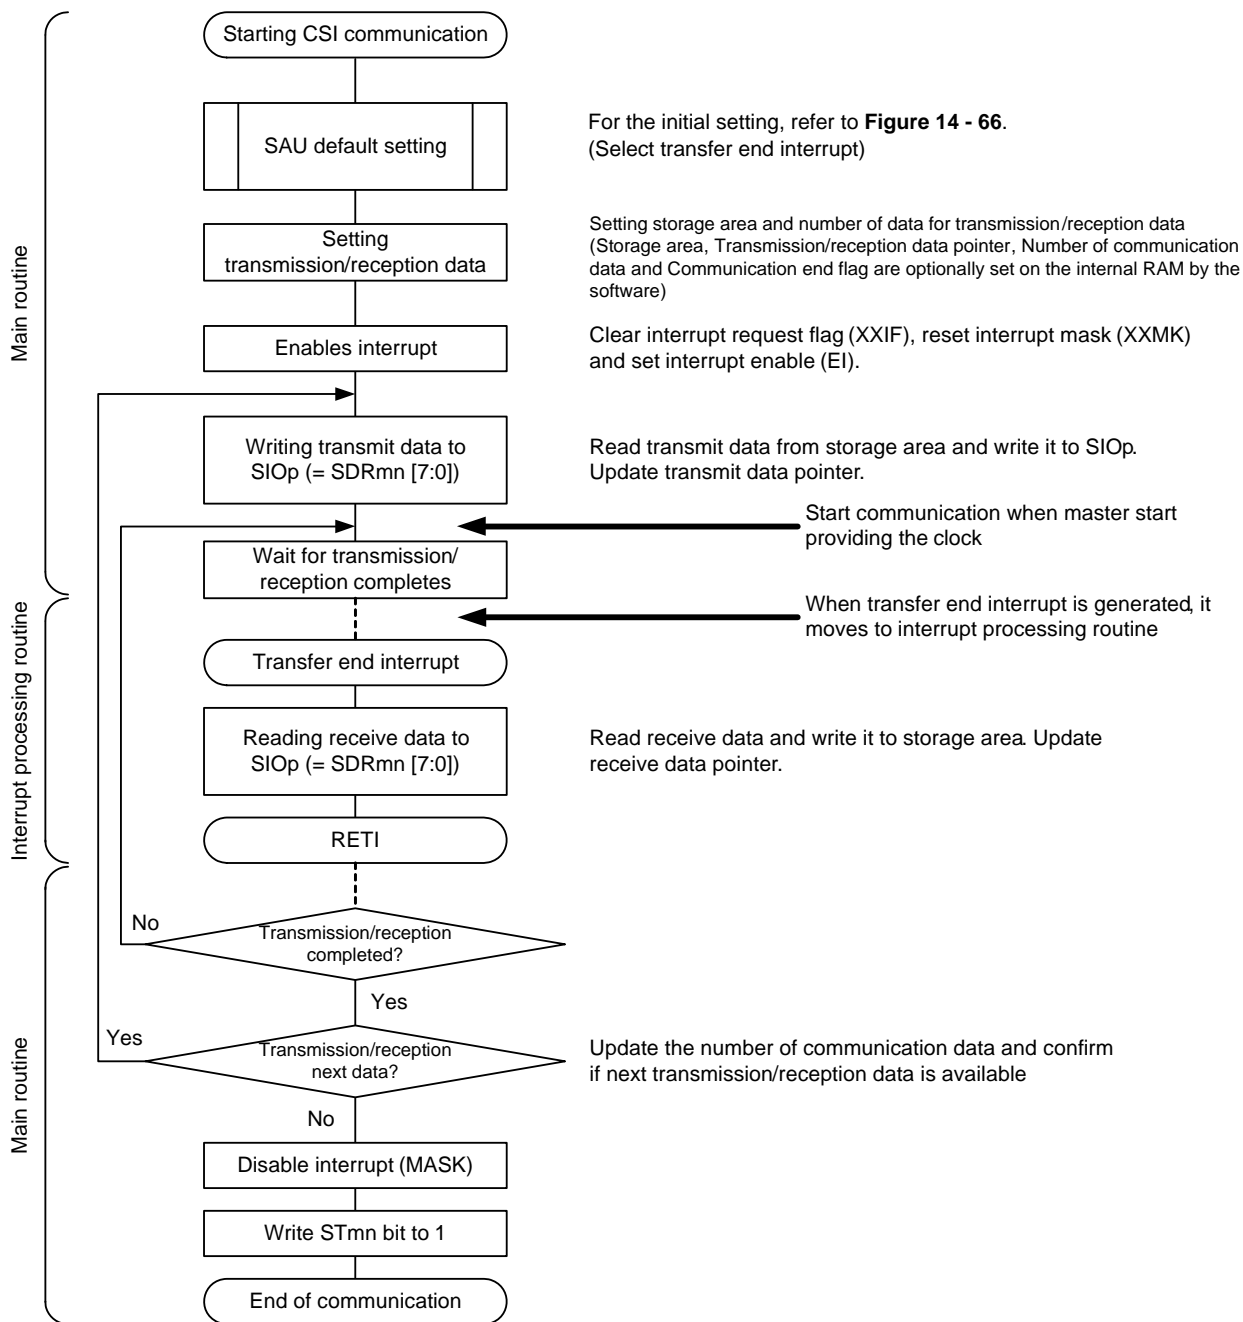 Starting CSI communication
SAU default setting
For the initial setting, refer to Figure 14 - 66.
(Select transfer end interrupt)
Setting
transmission/reception data
Setting storage area and number of data for transmission/reception data
(Storage area, Transmission/reception data pointer, Number of communication
data and Communication end flag are optionally set on the internal RAM by the
software)
Main routine
Enables interrupt
Clear interrupt request flag (XXIF), reset interrupt mask (XXMK)
and set interrupt enable (EI).
Writing transmit data to
SIOp (= SDRmn [7:0])
Read transmit data from storage area and write it to SIOp.
Update transmit data pointer.
Start communication when master start
providing the clock
Wait for transmission/
reception completes
When transfer end interrupt is generated, it
moves to interrupt processing routine
Transfer end interrupt
Interrupt processing routine
Reading receive data to
SIOp (= SDRmn [7:0])
Read receive data and write it to storage area. Update
receive data pointer.
RETI
No
Transmission/reception
completed?
Yes
Yes
Transmission/reception
next data?
Update the number of communication data and confirm
if next transmission/reception data is available
No
Main routine
Disable interrupt (MASK)
Write STmn bit to 1
End of communication